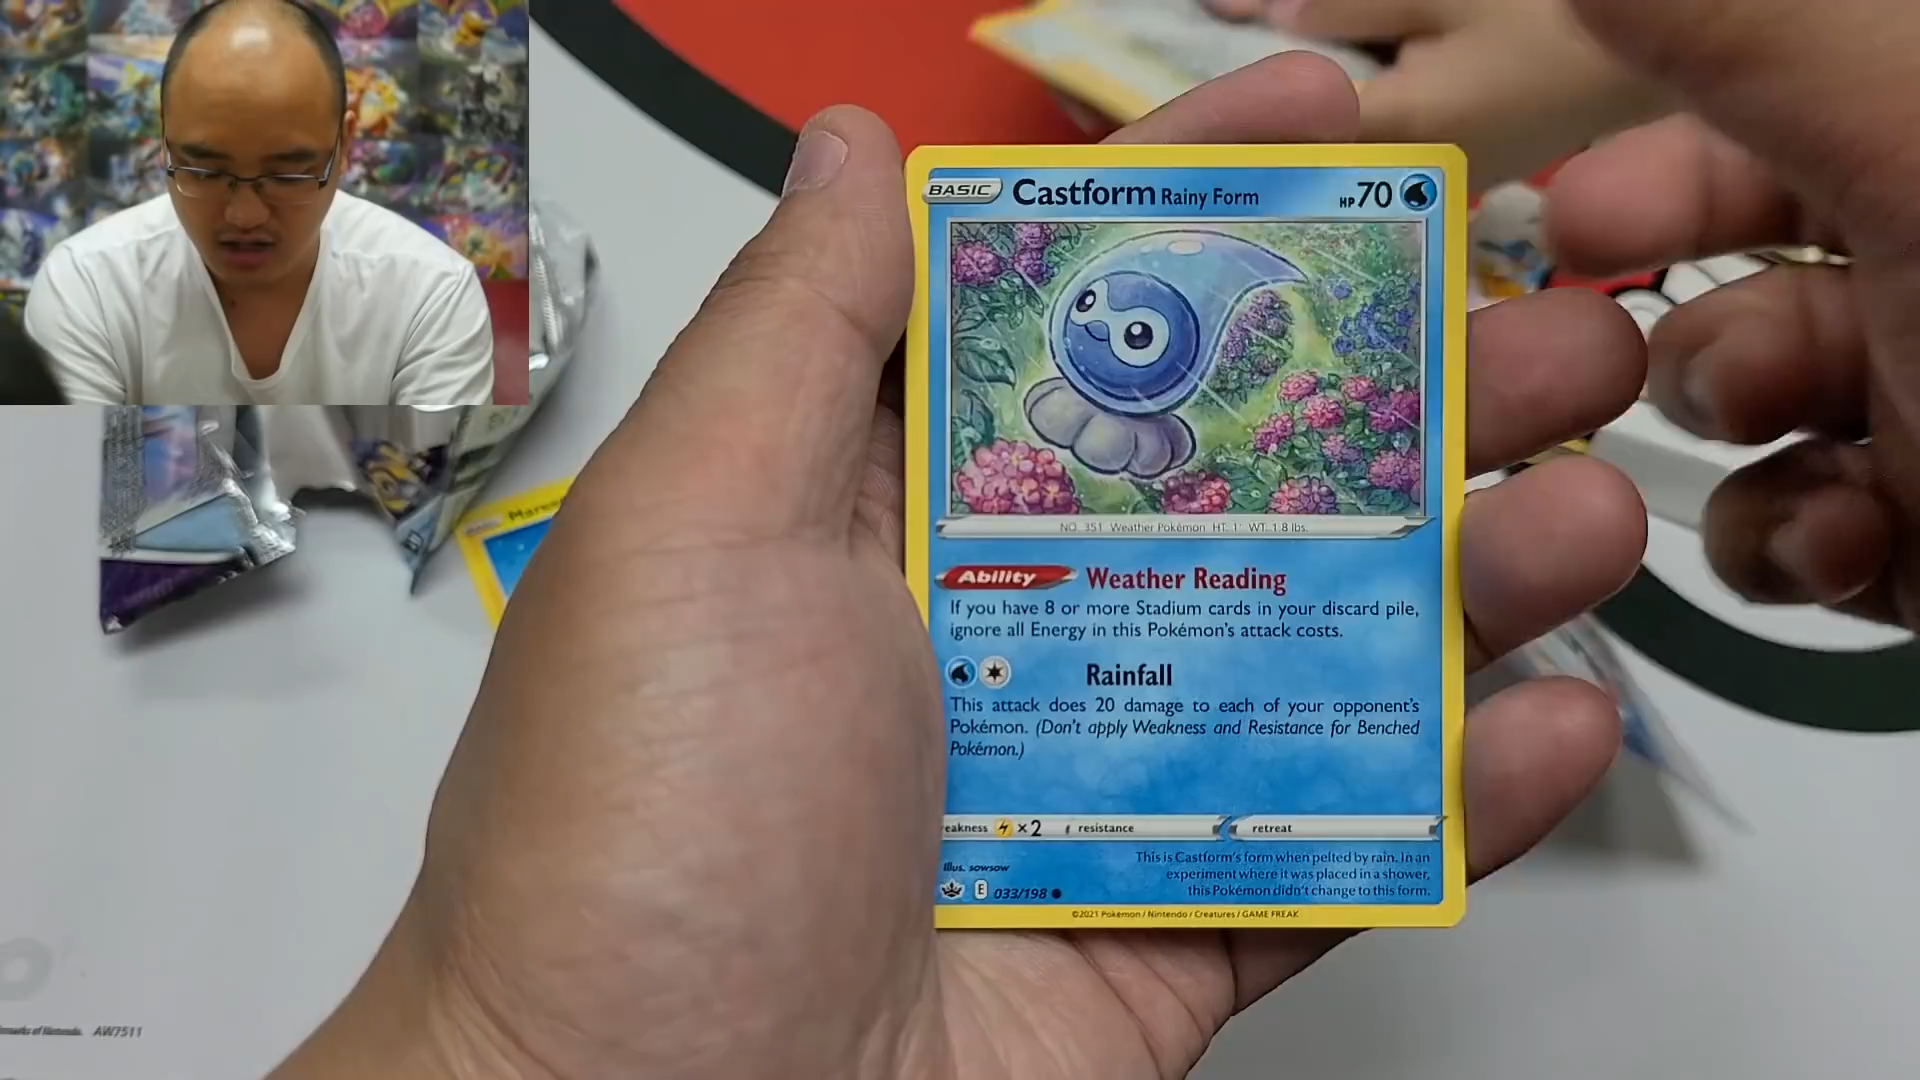 BASIC Castform Rainy Form HP 70
NO. 351 Weather Pokémon HT: 1' WT: 1.8 lbs.
Ability Weather Reading
If you have 8 or more Stadium cards in your discard pile,
ignore all Energy in this Pokémon's attack costs.
Rainfall
This attack does 20 damage to each of your opponent's
Pokémon. (Don't apply Weakness and Resistance for Benched
Pokémon.)
eakness ×2 resistance retreat
Illus. sowsow
This is Castform's form when pelted by rain. In an
experiment where it was placed in a shower,
this Pokémon didn't change to this form.
E 033/198
©2021 Pokémon / Nintendo / Creatures / GAME FREAK
of Nintendo. AW7511